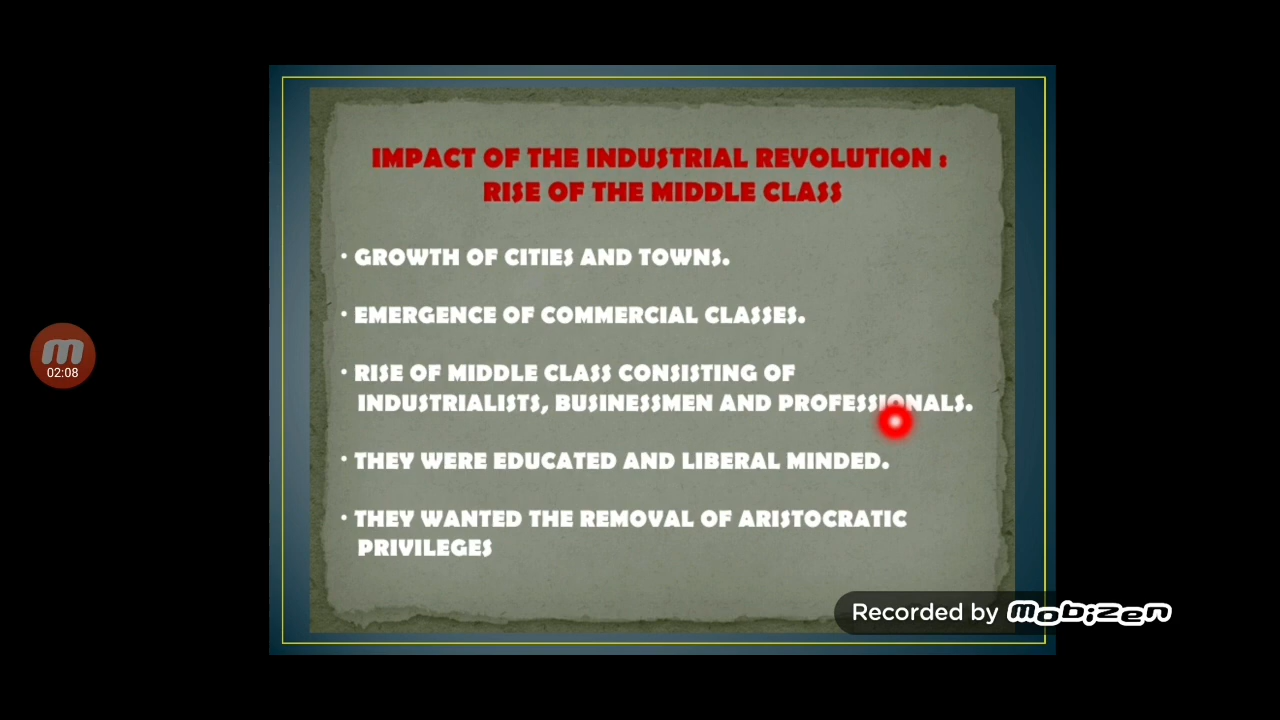 IMPACT OF THE INDUSTRIAL REVOLUTION :
RISE OF THE MIDDLE CLASS
• GROWTH OF CITIES AND TOWNS.
• EMERGENCE OF COMMERCIAL CLASSES.
• RISE OF MIDDLE CLASS CONSISTING OF
INDUSTRIALISTS, BUSINESSMEN AND PROFESSIONALS.
• THEY WERE EDUCATED AND LIBERAL MINDED.
• THEY WANTED THE REMOVAL OF ARISTOCRATIC
PRIVILEGES
m
02:08
Recorded by mobizen